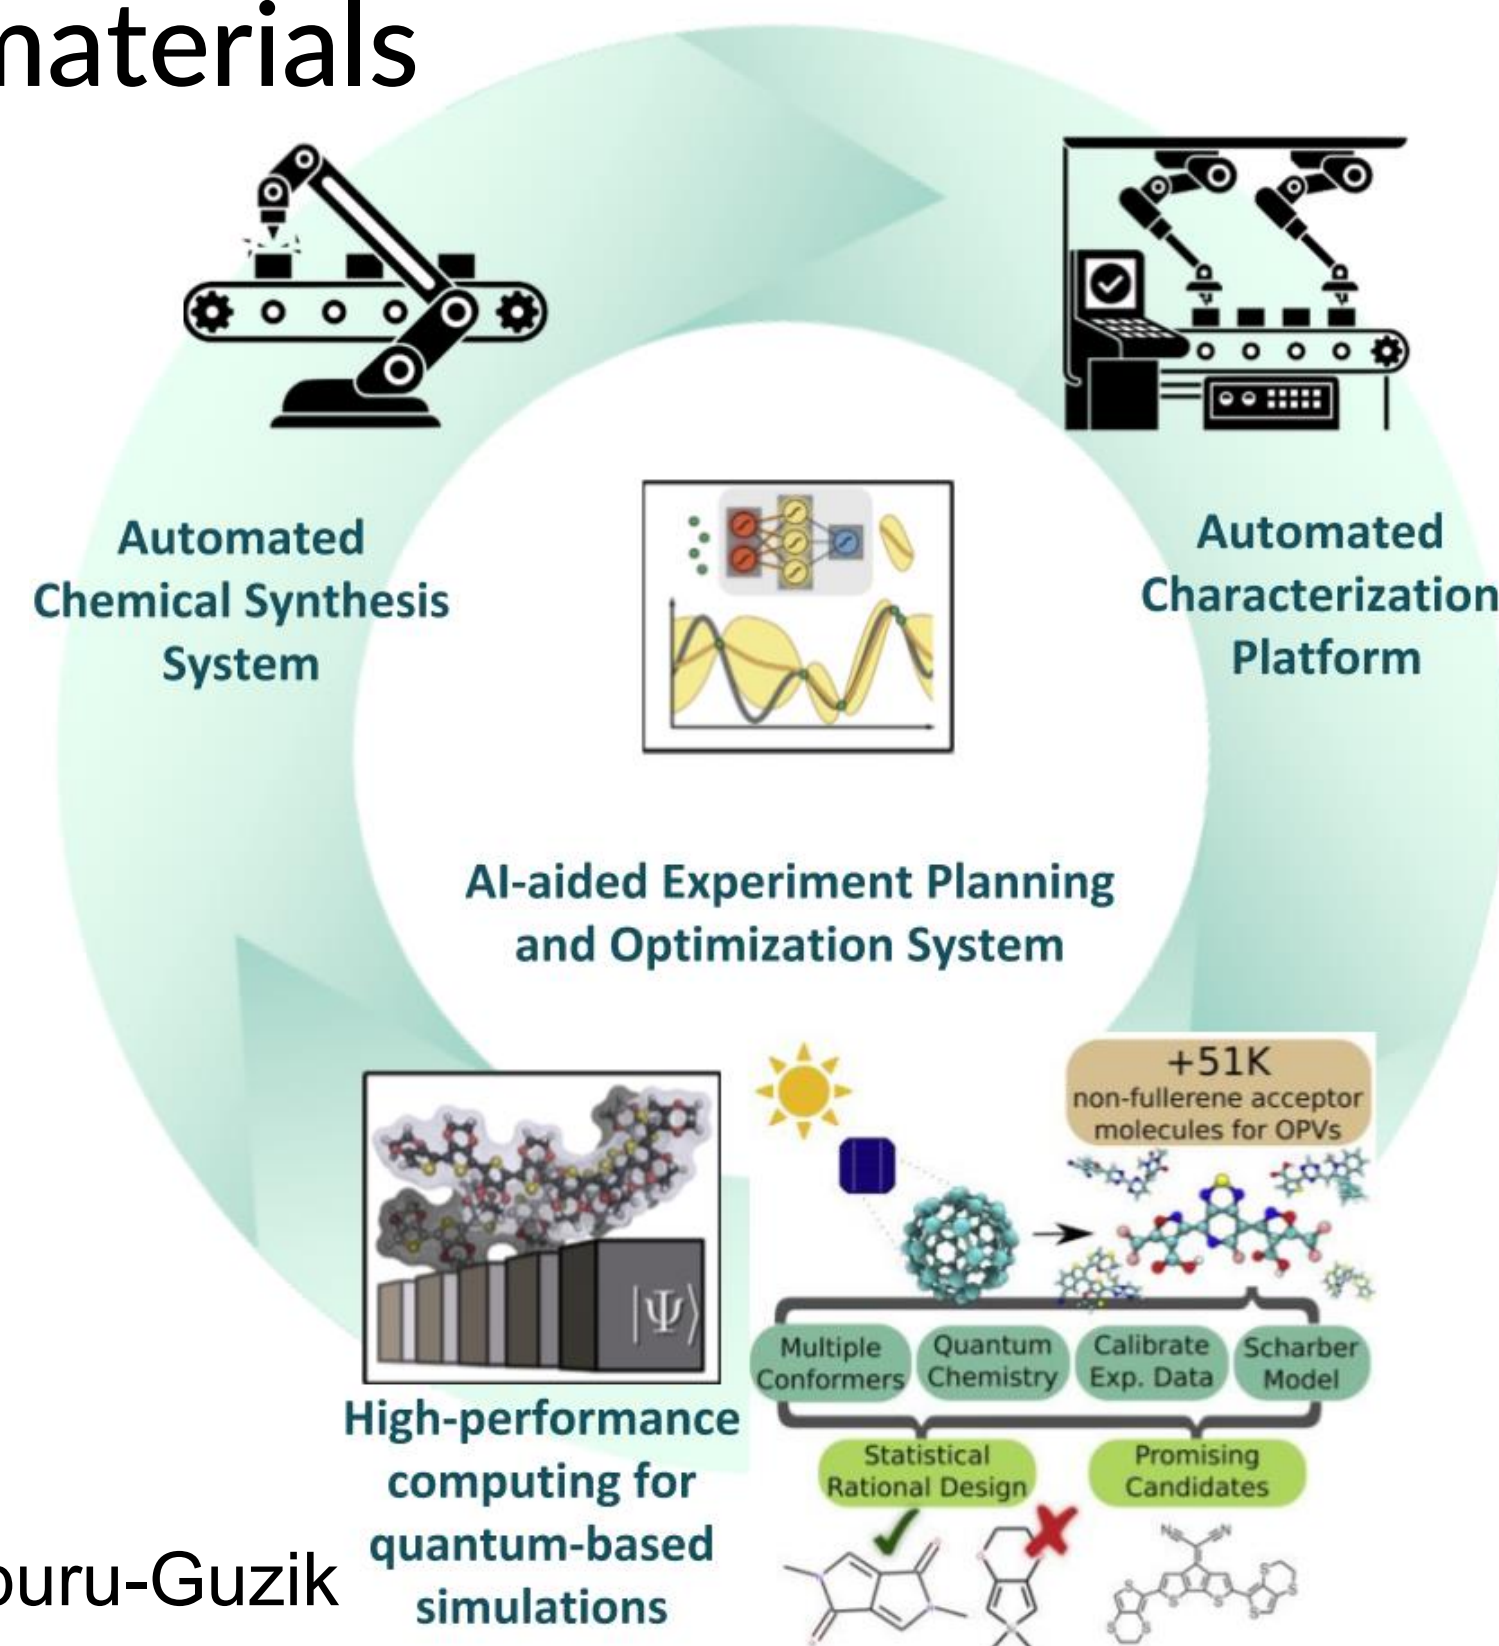 materials
Automated
Chemical Synthesis
System
Automated
Characterization
Platform
AI-aided Experiment Planning
and Optimization System
+51K
non-fullerene acceptor
molecules for OPVs
|Ψ⟩
Multiple
Conformers
Quantum
Chemistry
Calibrate
Exp. Data
Scharber
Model
High-performance
computing for
quantum-based
simulations
Statistical
Rational Design
Promising
Candidates
N
N
S
S
S
S
S
S
S
S
ouru-Guzik